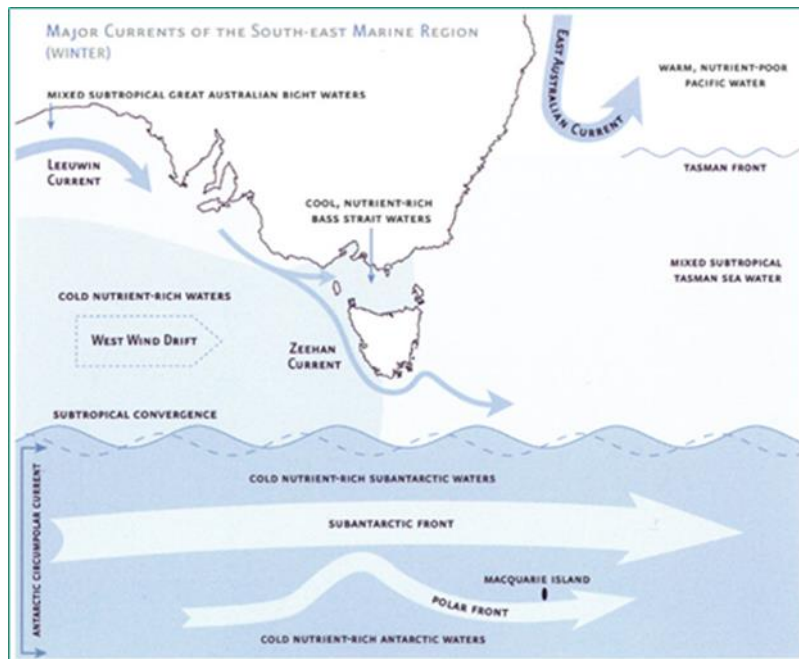 MAJOR CURRENTS OF THE SOUTH-EAST MARINE REGION
(WINTER)
MIXED SUBTROPICAL GREAT AUSTRALIAN BIGHT WATERS
EAST AUSTRALIAN CURRENT
WARM, NUTRIENT-POOR
PACIFIC WATER
LEEUWIN
CURRENT
TASMAN FRONT
COOL, NUTRIENT-RICH
BASS STRAIT WATERS
MIXED SUBTROPICAL
TASMAN SEA WATER
COLD NUTRIENT-RICH WATERS
WEST WIND DRIFT
ZEEHAN
CURRENT
SUBTROPICAL CONVERGENCE
ANTARCTIC CIRCUMPOLAR CURRENT
COLD NUTRIENT-RICH SUBANTARCTIC WATERS
SUBANTARCTIC FRONT
MACQUARIE ISLAND
POLAR FRONT
COLD NUTRIENT-RICH ANTARCTIC WATERS